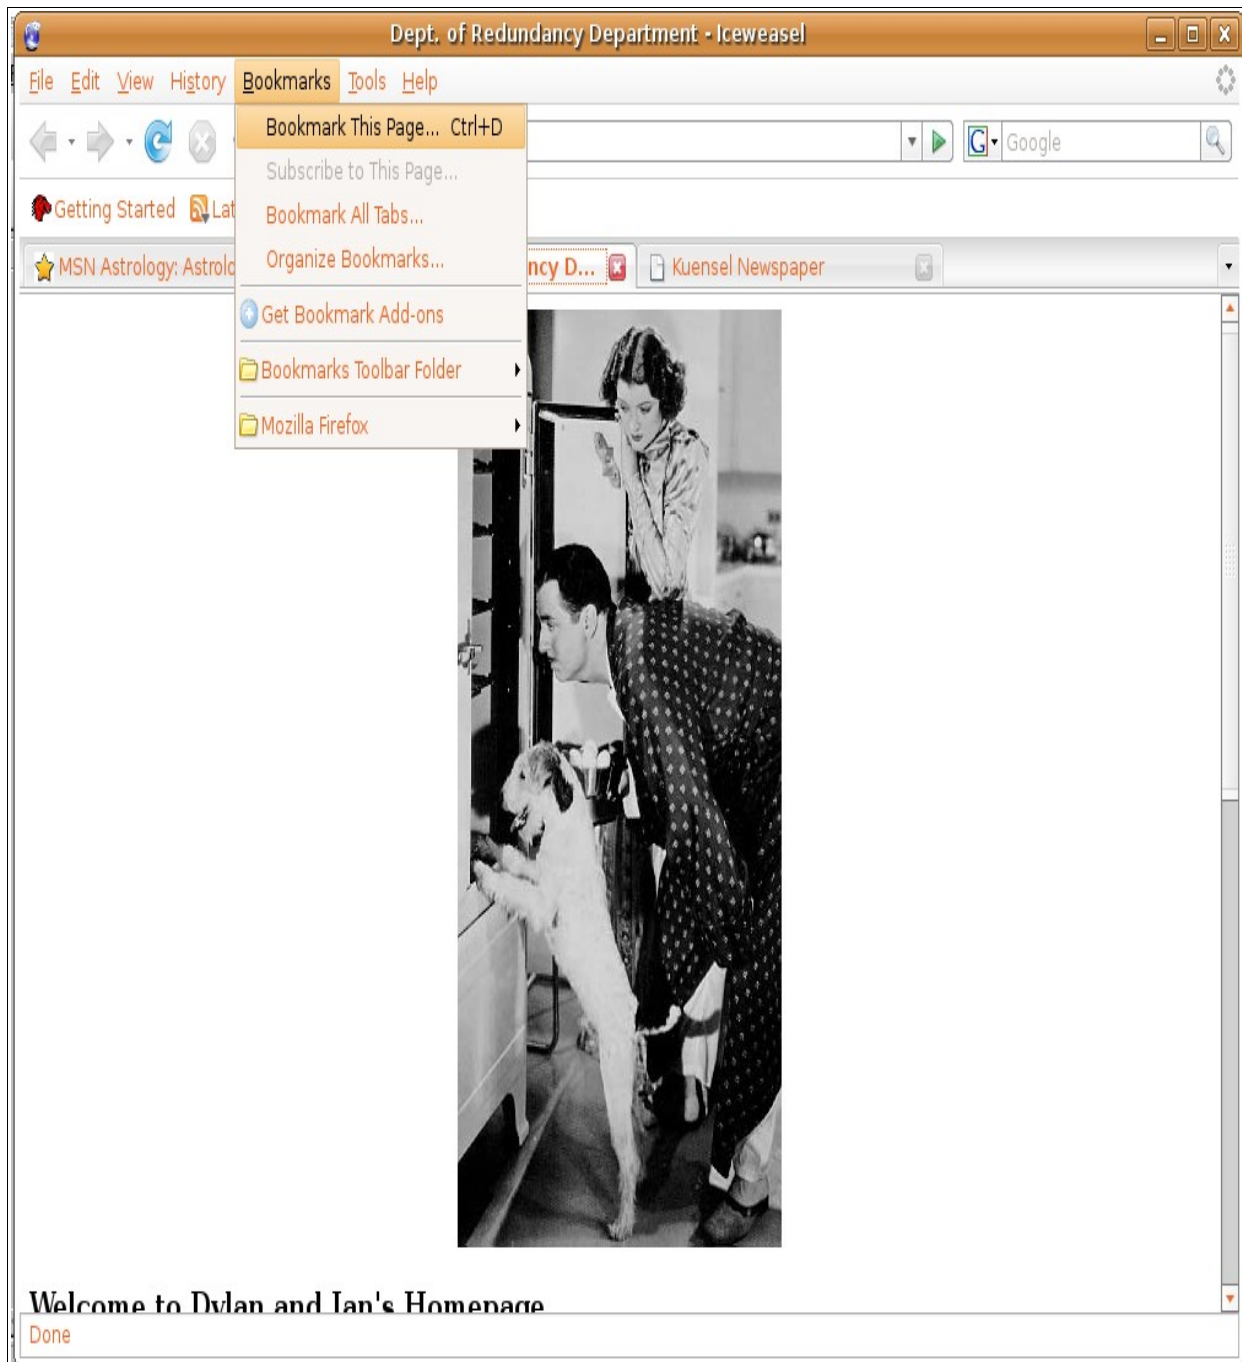 Dept. of Redundancy Department - Iceweasel
File Edit View History Bookmarks Tools Help
Bookmark This Page... Ctrl+D
G Google
Subscribe to This Page...
Getting Started Lat
Bookmark All Tabs...
Organize Bookmarks...
MSN Astrology: Astrolo
ncy D...
Kuensel Newspaper
Get Bookmark Add-ons
Bookmarks Toolbar Folder
Mozilla Firefox
Welcome to Dylan and Ian's Homepage
Done